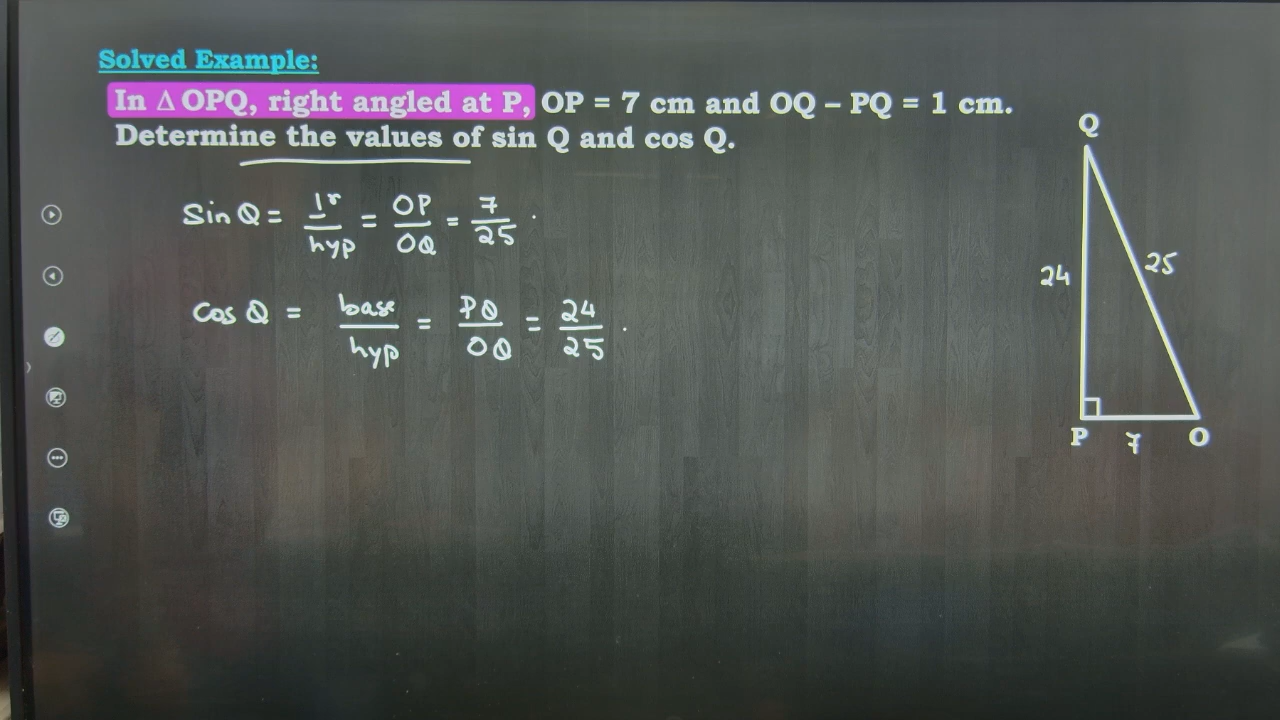 Solved Example:
In Δ OPQ, right angled at P, OP = 7 cm and OQ – PQ = 1 cm.
Determine the values of sin Q and cos Q.
Sin Q = ⊥r/hyp = OP/OQ = 7/25 .
Cos Q = base/hyp = PQ/OQ = 24/25 .
Q
24
25
P
7
O